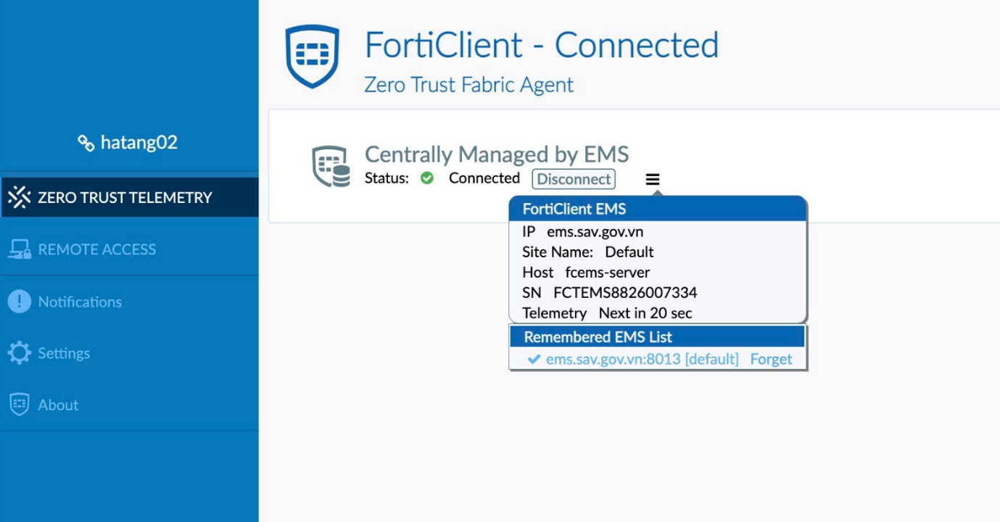 FortiClient - Connected
Zero Trust Fabric Agent
hatang02
ZERO TRUST TELEMETRY
REMOTE ACCESS
Notifications
Settings
About
Centrally Managed by EMS
Status: Connected Disconnect
FortiClient EMS
IP ems.sav.gov.vn
Site Name: Default
Host fcems-server
SN FCTEMS8826007334
Telemetry Next in 20 sec
Remembered EMS List
ems.sav.gov.vn:8013 [default] Forget